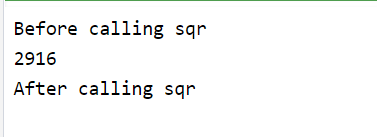 Before calling sqr
2916
After calling sqr